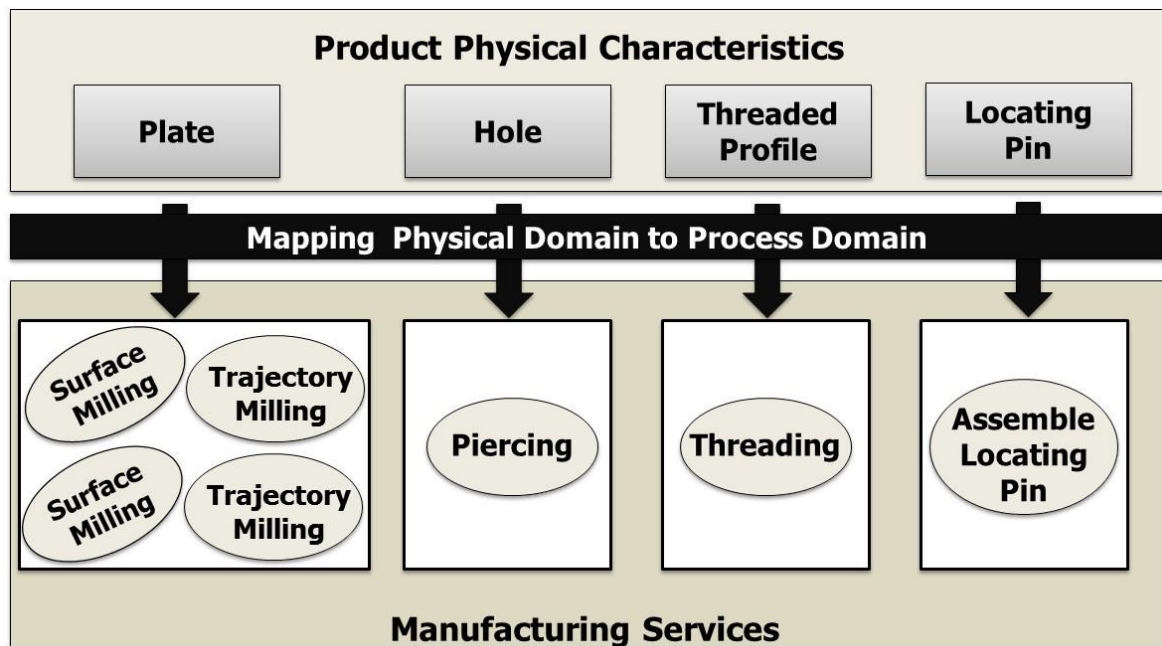 Product Physical Characteristics
Plate
Hole
Threaded
Profile
Locating
Pin
Mapping Physical Domain to Process Domain
Surface
Milling
Trajectory
Milling
Surface
Milling
Trajectory
Milling
Piercing
Threading
Assemble
Locating
Pin
Manufacturing Services